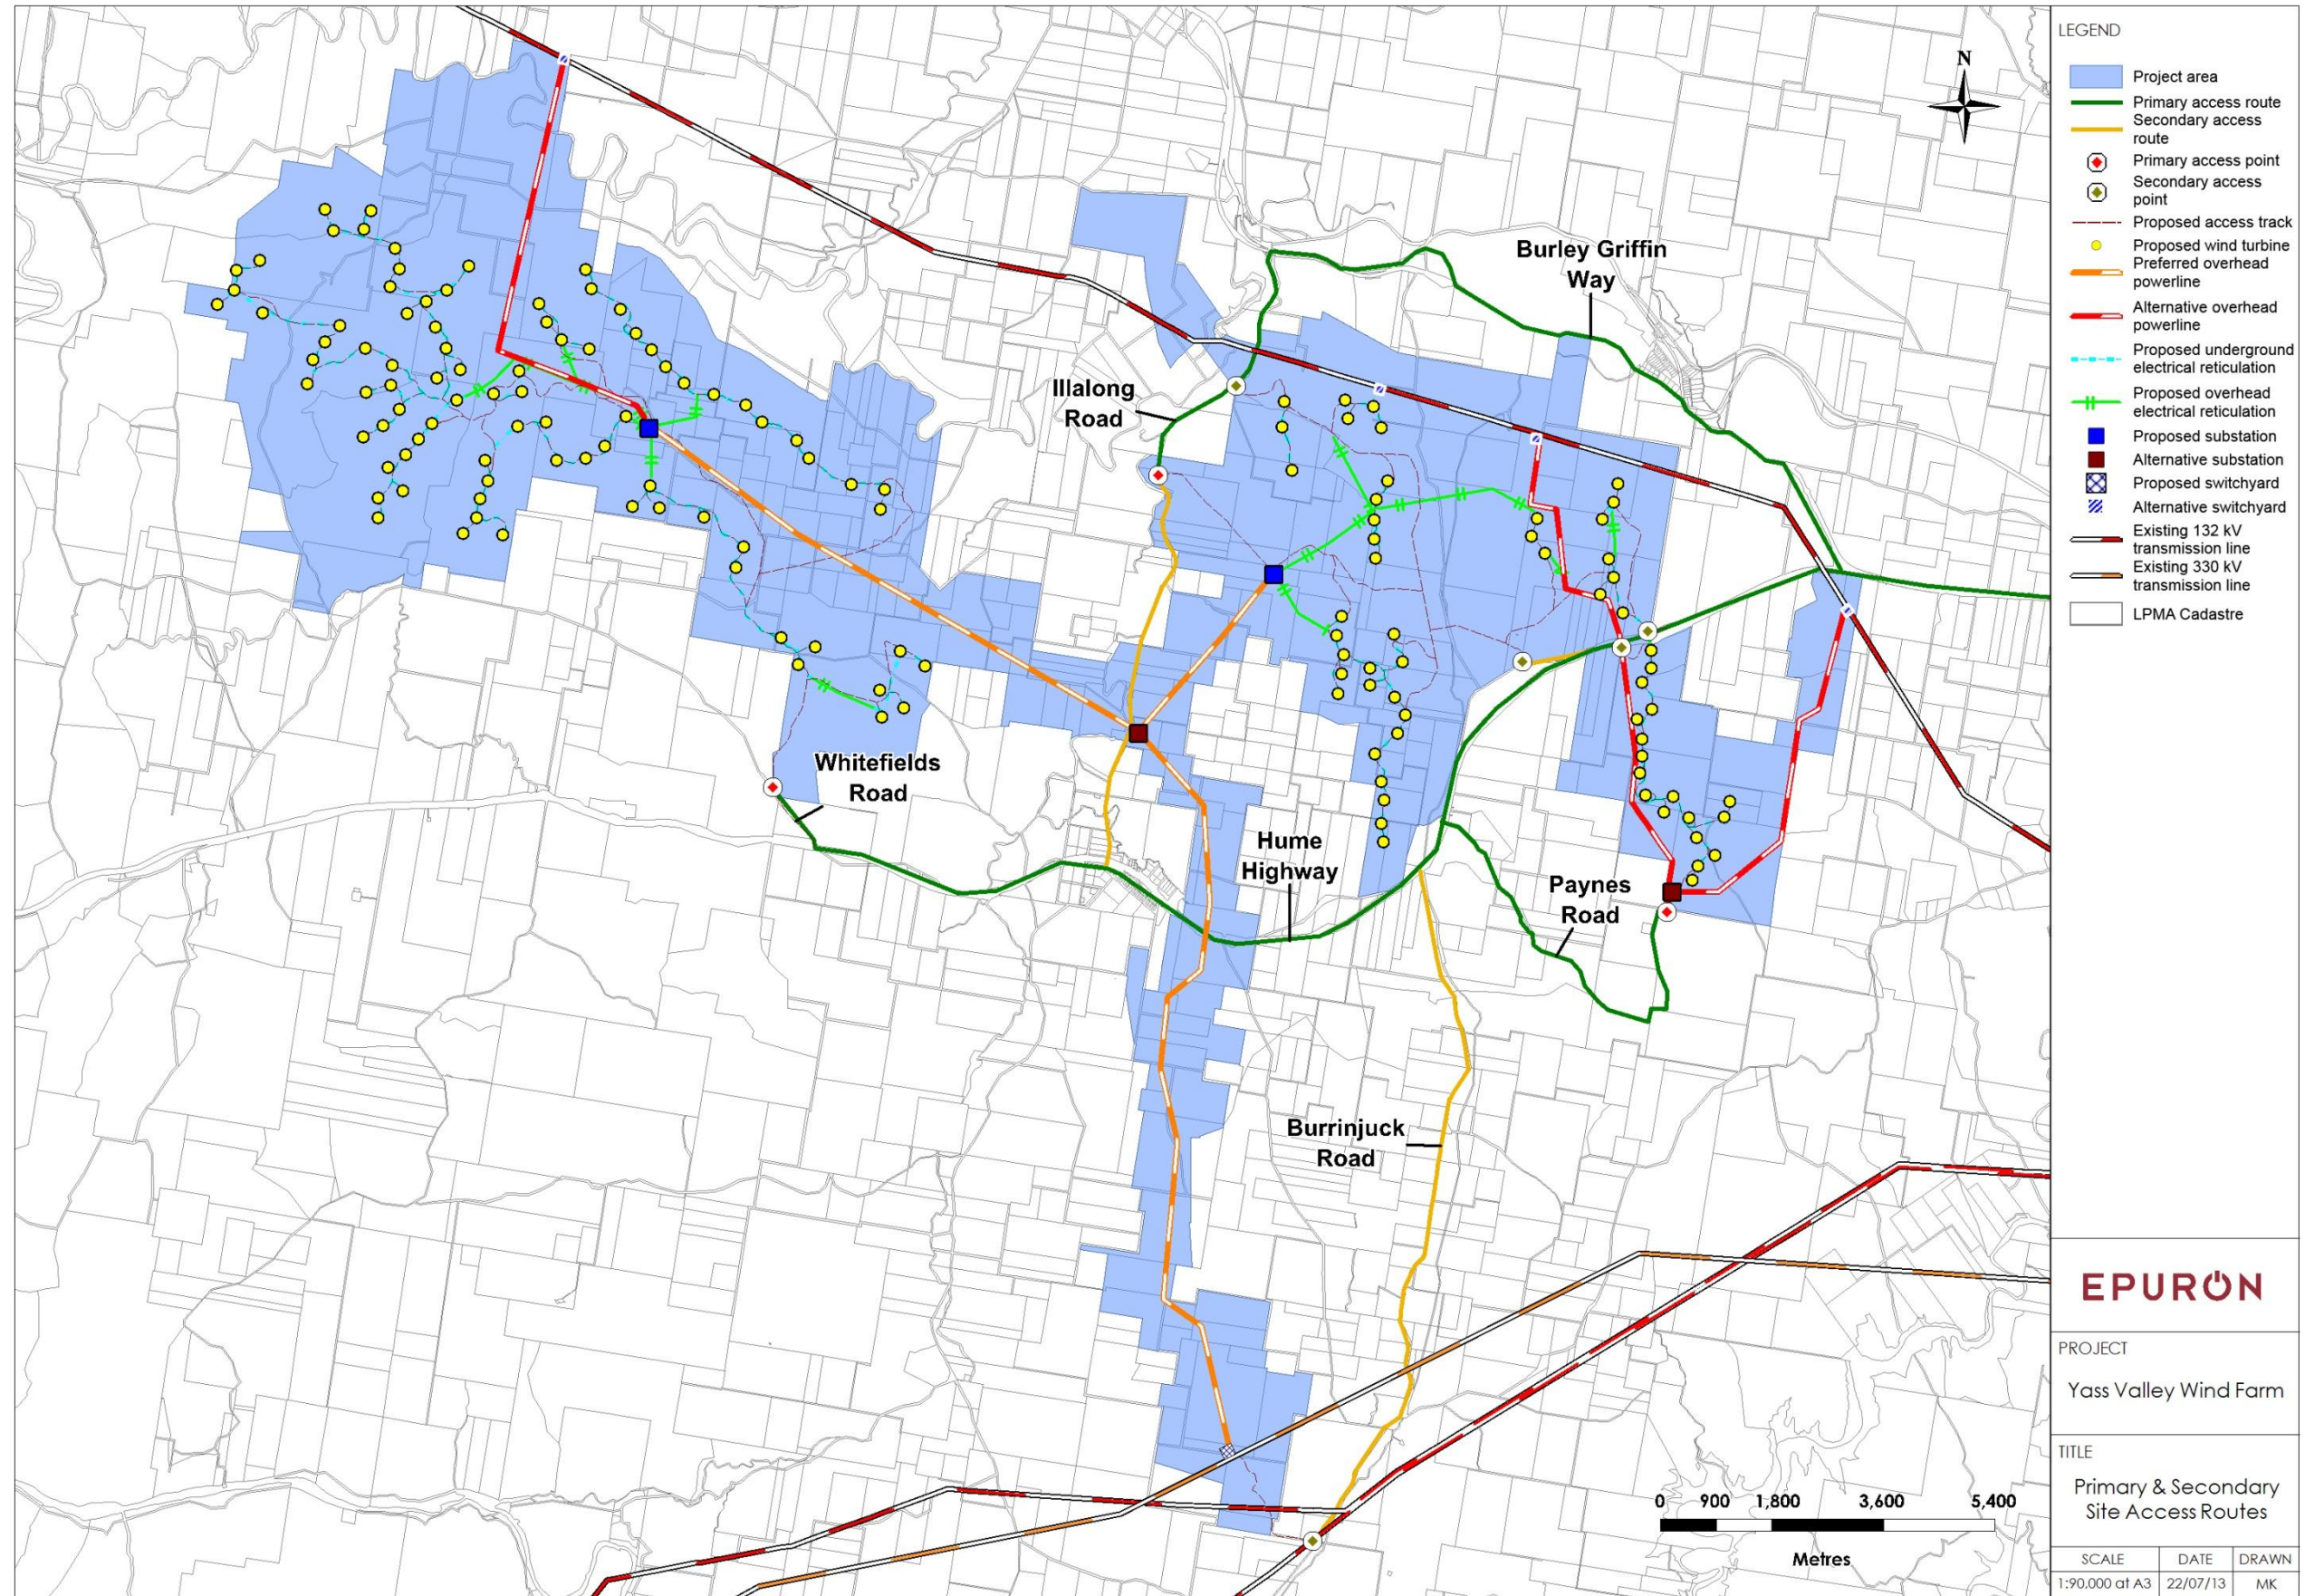 N
Burley Griffin
Way
Illalong
Road
Whitefields
Road
Hume
Highway
Paynes
Road
Burrinjuck
Road
0 900 1,800 3,600 5,400
Metres
LEGEND
Project area
Primary access route
Secondary access
route
Primary access point
Secondary access
point
Proposed access track
Proposed wind turbine
Preferred overhead
powerline
Alternative overhead
powerline
Proposed underground
electrical reticulation
Proposed overhead
electrical reticulation
Proposed substation
Alternative substation
Proposed switchyard
Alternative switchyard
Existing 132 kV
transmission line
Existing 330 kV
transmission line
LPMA Cadastre
EPURON
PROJECT
Yass Valley Wind Farm
TITLE
Primary & Secondary
Site Access Routes
SCALE DATE DRAWN
1:90,000 at A3 22/07/13 MK